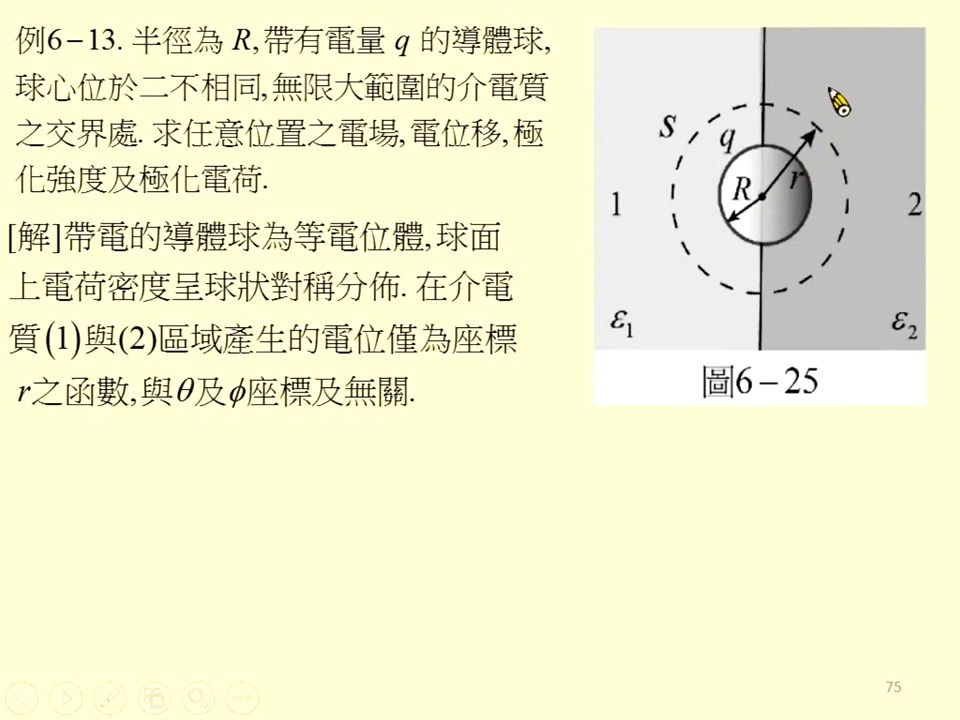 例6－13. 半徑為 R,帶有電量 q 的導體球,
球心位於二不相同,無限大範圍的介電質
之交界處. 求任意位置之電場,電位移,極
化強度及極化電荷.
[解]帶電的導體球為等電位體,球面
上電荷密度呈球狀對稱分佈. 在介電
質(1)與(2)區域產生的電位僅為座標
r之函數,與θ及ϕ座標及無關.
S
q
R
r
1
2
ε₁
ε₂
圖6－25
75